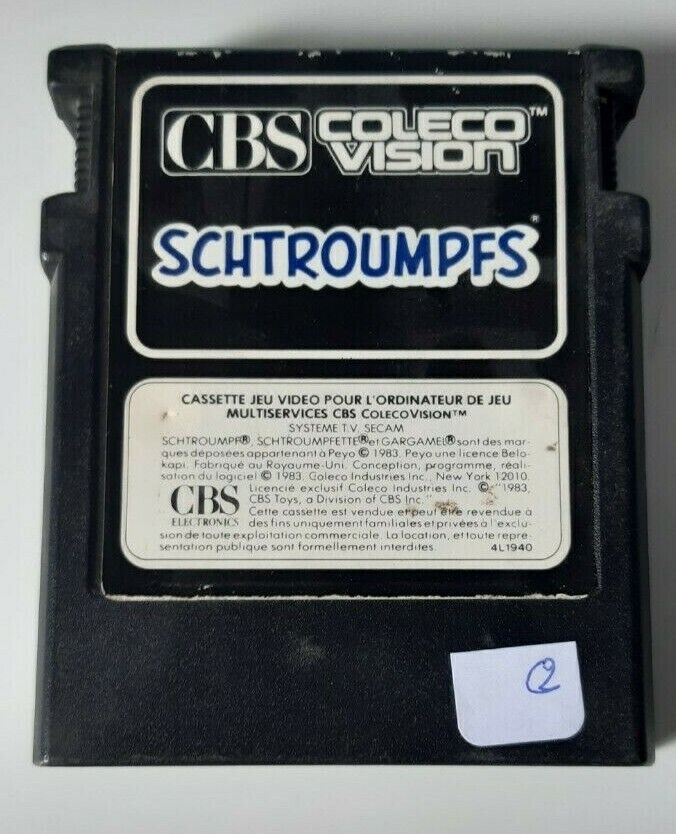 CBS COLECO VISION™
SCHTROUMPFS®
CASSETTE JEU VIDEO POUR L'ORDINATEUR DE JEU
MULTISERVICES CBS COLECOVISION™
SYSTEME T.V. SECAM
SCHTROUMPF®, SCHTROUMPFETTE® et GARGAMEL® sont des mar-
ques déposées appartenant à Peyo © 1983. Peyo une licence Belo-
kapi. Fabriqué au Royaume-Uni. Conception, programme, réali-
sation du logiciel © 1983. Coleco Industries Inc., New York 12010.
Licencié exclusif Coleco Industries Inc. © "1983,
CBS Toys, a Division of CBS Inc."
CBS ELECTRONICS
Cette cassette est vendue et peut être revendue à
des fins uniquement familiales et privées à l'exclu-
sion de toute exploitation commerciale. La location, et toute repré-
sentation publique sont formellement interdites. 4L1940
2